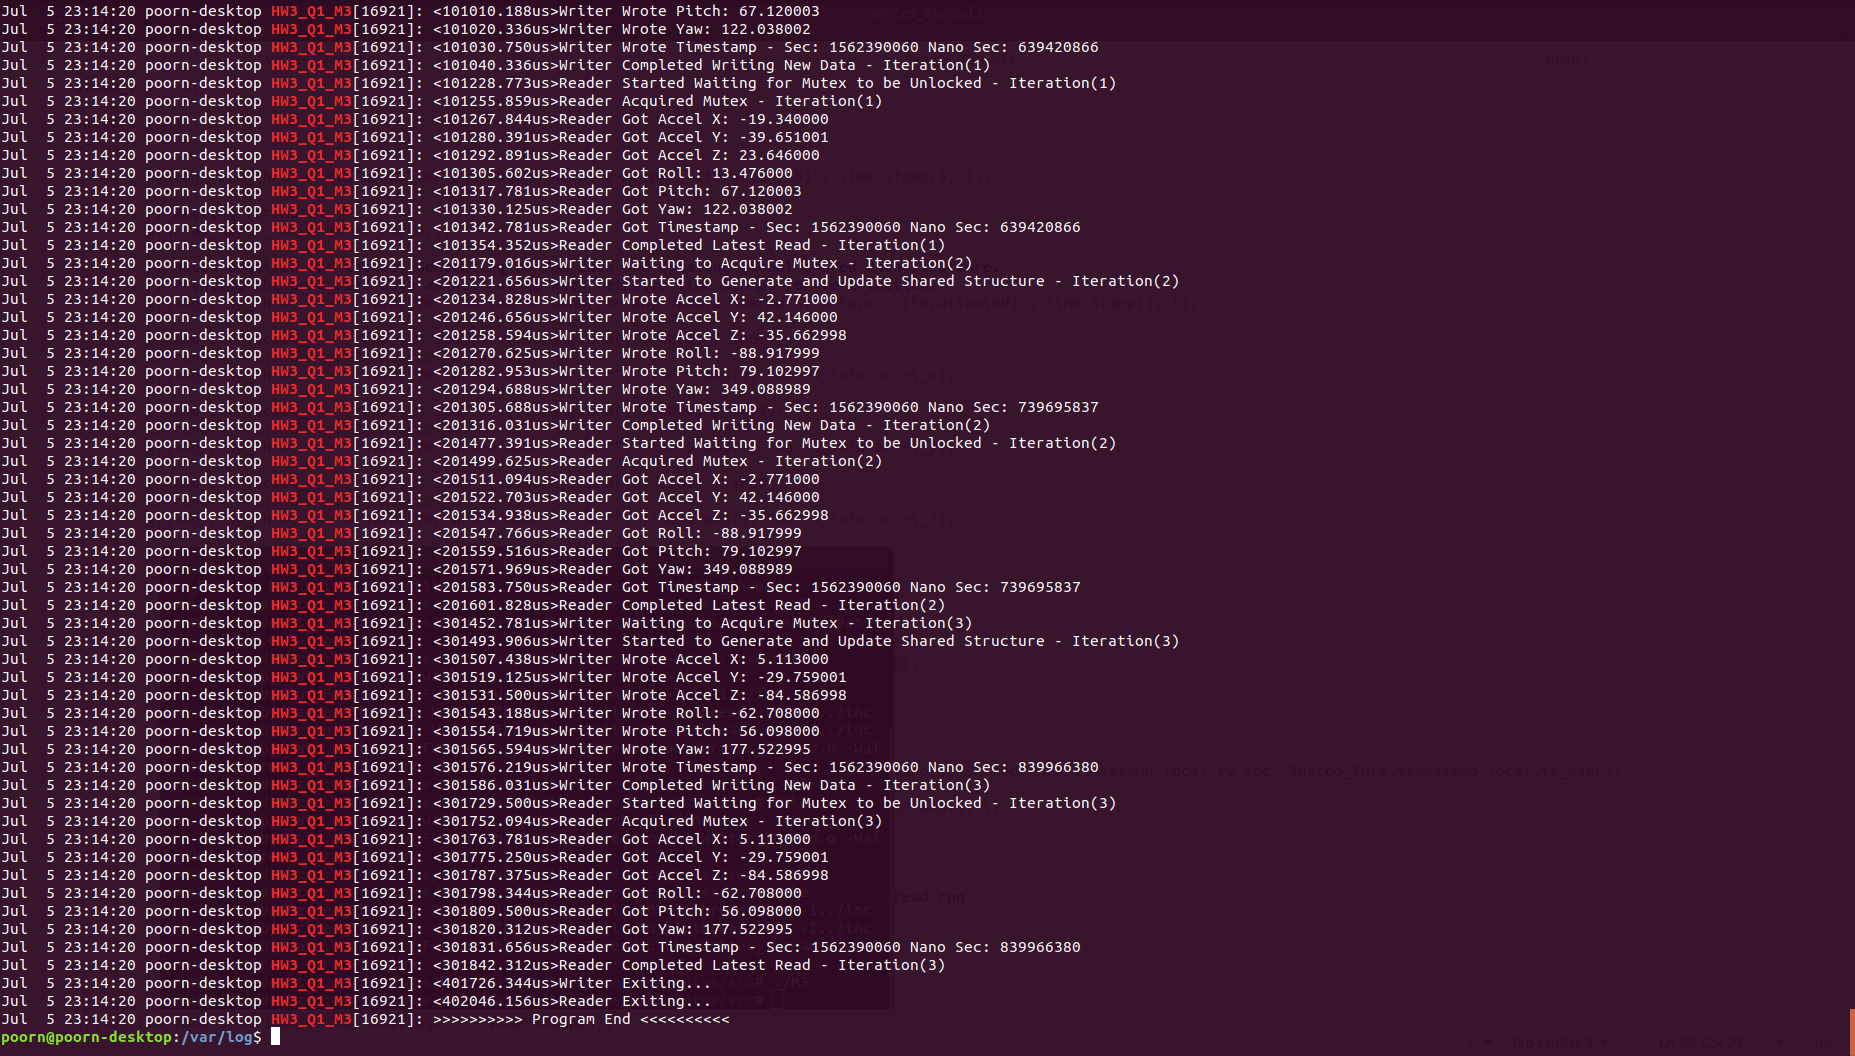 Jul  5 23:14:20 poorn-desktop HW3_Q1_M3[16921]: <101010.188us>Writer Wrote Pitch: 67.120003
Jul  5 23:14:20 poorn-desktop HW3_Q1_M3[16921]: <101020.336us>Writer Wrote Yaw: 122.038002
Jul  5 23:14:20 poorn-desktop HW3_Q1_M3[16921]: <101030.750us>Writer Wrote Timestamp - Sec: 1562390060 Nano Sec: 639420866
Jul  5 23:14:20 poorn-desktop HW3_Q1_M3[16921]: <101040.336us>Writer Completed Writing New Data - Iteration(1)
Jul  5 23:14:20 poorn-desktop HW3_Q1_M3[16921]: <101228.773us>Reader Started Waiting for Mutex to be Unlocked - Iteration(1)
Jul  5 23:14:20 poorn-desktop HW3_Q1_M3[16921]: <101255.859us>Reader Acquired Mutex - Iteration(1)
Jul  5 23:14:20 poorn-desktop HW3_Q1_M3[16921]: <101267.844us>Reader Got Accel X: -19.340000
Jul  5 23:14:20 poorn-desktop HW3_Q1_M3[16921]: <101280.391us>Reader Got Accel Y: -39.651001
Jul  5 23:14:20 poorn-desktop HW3_Q1_M3[16921]: <101292.891us>Reader Got Accel Z: 23.646000
Jul  5 23:14:20 poorn-desktop HW3_Q1_M3[16921]: <101305.602us>Reader Got Roll: 13.476000
Jul  5 23:14:20 poorn-desktop HW3_Q1_M3[16921]: <101317.781us>Reader Got Pitch: 67.120003
Jul  5 23:14:20 poorn-desktop HW3_Q1_M3[16921]: <101330.125us>Reader Got Yaw: 122.038002
Jul  5 23:14:20 poorn-desktop HW3_Q1_M3[16921]: <101342.781us>Reader Got Timestamp - Sec: 1562390060 Nano Sec: 639420866
Jul  5 23:14:20 poorn-desktop HW3_Q1_M3[16921]: <101354.352us>Reader Completed Latest Read - Iteration(1)
Jul  5 23:14:20 poorn-desktop HW3_Q1_M3[16921]: <201179.016us>Writer Waiting to Acquire Mutex - Iteration(2)
Jul  5 23:14:20 poorn-desktop HW3_Q1_M3[16921]: <201221.656us>Writer Started to Generate and Update Shared Structure - Iteration(2)
Jul  5 23:14:20 poorn-desktop HW3_Q1_M3[16921]: <201234.828us>Writer Wrote Accel X: -2.771000
Jul  5 23:14:20 poorn-desktop HW3_Q1_M3[16921]: <201246.656us>Writer Wrote Accel Y: 42.146000
Jul  5 23:14:20 poorn-desktop HW3_Q1_M3[16921]: <201258.594us>Writer Wrote Accel Z: -35.662998
Jul  5 23:14:20 poorn-desktop HW3_Q1_M3[16921]: <201270.625us>Writer Wrote Roll: -88.917999
Jul  5 23:14:20 poorn-desktop HW3_Q1_M3[16921]: <201282.953us>Writer Wrote Pitch: 79.102997
Jul  5 23:14:20 poorn-desktop HW3_Q1_M3[16921]: <201294.688us>Writer Wrote Yaw: 349.088989
Jul  5 23:14:20 poorn-desktop HW3_Q1_M3[16921]: <201305.688us>Writer Wrote Timestamp - Sec: 1562390060 Nano Sec: 739695837
Jul  5 23:14:20 poorn-desktop HW3_Q1_M3[16921]: <201316.031us>Writer Completed Writing New Data - Iteration(2)
Jul  5 23:14:20 poorn-desktop HW3_Q1_M3[16921]: <201477.391us>Reader Started Waiting for Mutex to be Unlocked - Iteration(2)
Jul  5 23:14:20 poorn-desktop HW3_Q1_M3[16921]: <201499.625us>Reader Acquired Mutex - Iteration(2)
Jul  5 23:14:20 poorn-desktop HW3_Q1_M3[16921]: <201511.094us>Reader Got Accel X: -2.771000
Jul  5 23:14:20 poorn-desktop HW3_Q1_M3[16921]: <201522.703us>Reader Got Accel Y: 42.146000
Jul  5 23:14:20 poorn-desktop HW3_Q1_M3[16921]: <201534.938us>Reader Got Accel Z: -35.662998
Jul  5 23:14:20 poorn-desktop HW3_Q1_M3[16921]: <201547.766us>Reader Got Roll: -88.917999
Jul  5 23:14:20 poorn-desktop HW3_Q1_M3[16921]: <201559.516us>Reader Got Pitch: 79.102997
Jul  5 23:14:20 poorn-desktop HW3_Q1_M3[16921]: <201571.969us>Reader Got Yaw: 349.088989
Jul  5 23:14:20 poorn-desktop HW3_Q1_M3[16921]: <201583.750us>Reader Got Timestamp - Sec: 1562390060 Nano Sec: 739695837
Jul  5 23:14:20 poorn-desktop HW3_Q1_M3[16921]: <201601.828us>Reader Completed Latest Read - Iteration(2)
Jul  5 23:14:20 poorn-desktop HW3_Q1_M3[16921]: <301452.781us>Writer Waiting to Acquire Mutex - Iteration(3)
Jul  5 23:14:20 poorn-desktop HW3_Q1_M3[16921]: <301493.906us>Writer Started to Generate and Update Shared Structure - Iteration(3)
Jul  5 23:14:20 poorn-desktop HW3_Q1_M3[16921]: <301507.438us>Writer Wrote Accel X: 5.113000
Jul  5 23:14:20 poorn-desktop HW3_Q1_M3[16921]: <301519.125us>Writer Wrote Accel Y: -29.759001
Jul  5 23:14:20 poorn-desktop HW3_Q1_M3[16921]: <301531.500us>Writer Wrote Accel Z: -84.586998
Jul  5 23:14:20 poorn-desktop HW3_Q1_M3[16921]: <301543.188us>Writer Wrote Roll: -62.708000
Jul  5 23:14:20 poorn-desktop HW3_Q1_M3[16921]: <301554.719us>Writer Wrote Pitch: 56.098000
Jul  5 23:14:20 poorn-desktop HW3_Q1_M3[16921]: <301565.594us>Writer Wrote Yaw: 177.522995
Jul  5 23:14:20 poorn-desktop HW3_Q1_M3[16921]: <301576.219us>Writer Wrote Timestamp - Sec: 1562390060 Nano Sec: 839966380
Jul  5 23:14:20 poorn-desktop HW3_Q1_M3[16921]: <301586.031us>Writer Completed Writing New Data - Iteration(3)
Jul  5 23:14:20 poorn-desktop HW3_Q1_M3[16921]: <301729.500us>Reader Started Waiting for Mutex to be Unlocked - Iteration(3)
Jul  5 23:14:20 poorn-desktop HW3_Q1_M3[16921]: <301752.094us>Reader Acquired Mutex - Iteration(3)
Jul  5 23:14:20 poorn-desktop HW3_Q1_M3[16921]: <301763.781us>Reader Got Accel X: 5.113000
Jul  5 23:14:20 poorn-desktop HW3_Q1_M3[16921]: <301775.250us>Reader Got Accel Y: -29.759001
Jul  5 23:14:20 poorn-desktop HW3_Q1_M3[16921]: <301787.375us>Reader Got Accel Z: -84.586998
Jul  5 23:14:20 poorn-desktop HW3_Q1_M3[16921]: <301798.344us>Reader Got Roll: -62.708000
Jul  5 23:14:20 poorn-desktop HW3_Q1_M3[16921]: <301809.500us>Reader Got Pitch: 56.098000
Jul  5 23:14:20 poorn-desktop HW3_Q1_M3[16921]: <301820.312us>Reader Got Yaw: 177.522995
Jul  5 23:14:20 poorn-desktop HW3_Q1_M3[16921]: <301831.656us>Reader Got Timestamp - Sec: 1562390060 Nano Sec: 839966380
Jul  5 23:14:20 poorn-desktop HW3_Q1_M3[16921]: <301842.312us>Reader Completed Latest Read - Iteration(3)
Jul  5 23:14:20 poorn-desktop HW3_Q1_M3[16921]: <401726.344us>Writer Exiting...
Jul  5 23:14:20 poorn-desktop HW3_Q1_M3[16921]: <402046.156us>Reader Exiting...
Jul  5 23:14:20 poorn-desktop HW3_Q1_M3[16921]: >>>>>>>>>> Program End <<<<<<<<<<
poorn@poorn-desktop:/var/log$